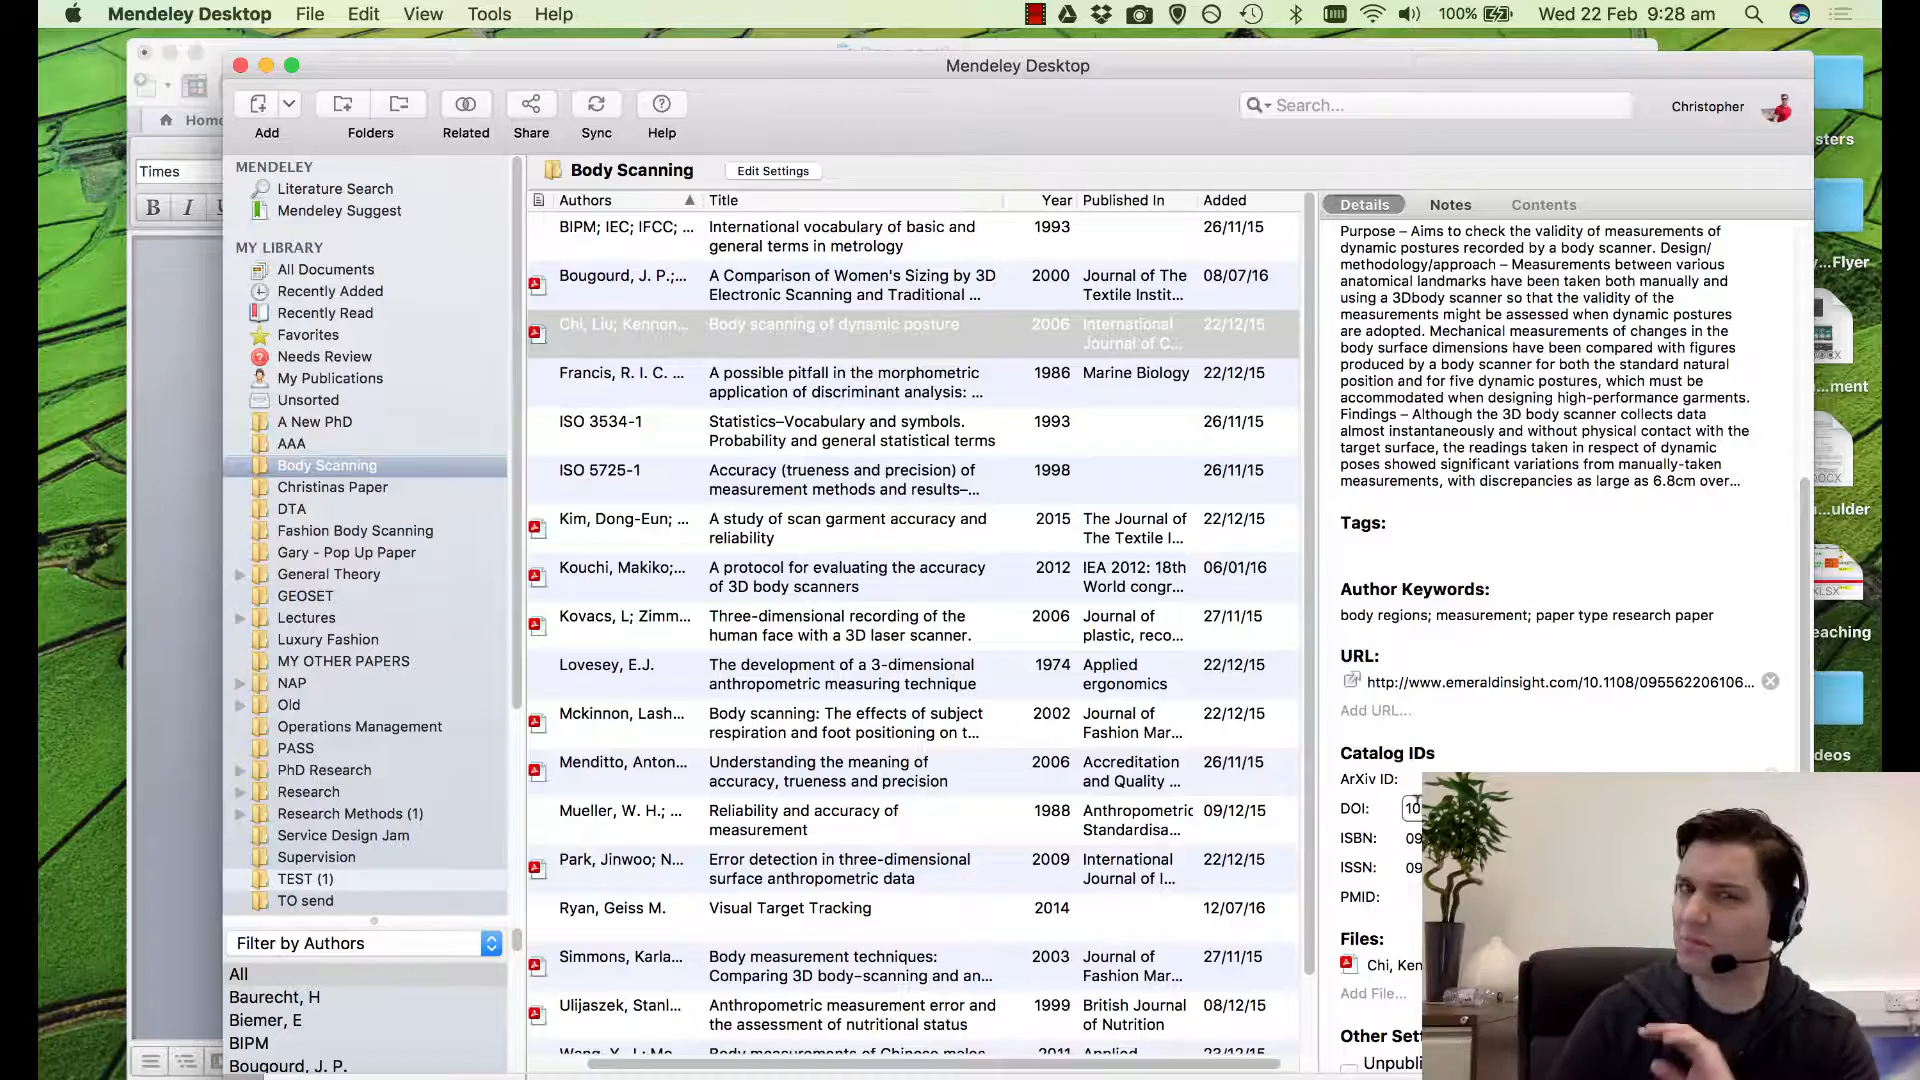 Mendeley Desktop File Edit View Tools Help
100% Wed 22 Feb 9:28 am
Mendeley Desktop
Search...
Christopher
Add Folders Related Share Sync Help
Home
Times
B I U
MENDELEY
Literature Search
Mendeley Suggest
MY LIBRARY
All Documents
Recently Added
Recently Read
Favorites
Needs Review
My Publications
Unsorted
A New PhD
AAA
Body Scanning
Christinas Paper
DTA
Fashion Body Scanning
Gary - Pop Up Paper
General Theory
GEOSET
Lectures
Luxury Fashion
MY OTHER PAPERS
NAP
Old
Operations Management
PASS
PhD Research
Research
Research Methods (1)
Service Design Jam
Supervision
TEST (1)
TO send
Filter by Authors
All
Baurecht, H
Biemer, E
BIPM
Bougourd, J. P.
Body Scanning Edit Settings
Authors Title Year Published In Added
BIPM; IEC; IFCC; ... International vocabulary of basic and 1993 26/11/15
general terms in metrology
Bougourd, J. P.;... A Comparison of Women's Sizing by 3D 2000 Journal of The 08/07/16
Electronic Scanning and Traditional ... Textile Instit...
Chi, Liu; Kennon... Body scanning of dynamic posture 2006 International 22/12/15
Journal of C...
Francis, R. I. C. ... A possible pitfall in the morphometric 1986 Marine Biology 22/12/15
application of discriminant analysis: ...
ISO 3534-1 Statistics–Vocabulary and symbols. 1993 26/11/15
Probability and general statistical terms
ISO 5725-1 Accuracy (trueness and precision) of 1998 26/11/15
measurement methods and results–...
Kim, Dong-Eun; ... A study of scan garment accuracy and 2015 The Journal of 22/12/15
reliability The Textile I...
Kouchi, Makiko;... A protocol for evaluating the accuracy 2012 IEA 2012: 18th 06/01/16
of 3D body scanners World congr...
Kovacs, L; Zimm... Three-dimensional recording of the 2006 Journal of 27/11/15
human face with a 3D laser scanner. plastic, reco...
Lovesey, E.J. The development of a 3-dimensional 1974 Applied 22/12/15
anthropometric measuring technique ergonomics
Mckinnon, Lash... Body scanning: The effects of subject 2002 Journal of 22/12/15
respiration and foot positioning on t... Fashion Mar...
Menditto, Anton... Understanding the meaning of 2006 Accreditation 26/11/15
accuracy, trueness and precision and Quality ...
Mueller, W. H.; ... Reliability and accuracy of 1988 Anthropometric 09/12/15
measurement Standardisa...
Park, Jinwoo; N... Error detection in three-dimensional 2009 International 22/12/15
surface anthropometric data Journal of I...
Ryan, Geiss M. Visual Target Tracking 2014 12/07/16
Simmons, Karla... Body measurement techniques: 2003 Journal of 27/11/15
Comparing 3D body–scanning and an... Fashion Mar...
Ulijaszek, Stanl... Anthropometric measurement error and 1999 British Journal 08/12/15
the assessment of nutritional status of Nutrition
Wang, Y. J.; Mo... Body measurements of Chinese males 2011 Applied 23/12/15
Details Notes Contents
Purpose – Aims to check the validity of measurements of
dynamic postures recorded by a body scanner. Design/
methodology/approach – Measurements between various
anatomical landmarks have been taken both manually and
using a 3Dbody scanner so that the validity of the
measurements might be assessed when dynamic postures
are adopted. Mechanical measurements of changes in the
body surface dimensions have been compared with figures
produced by a body scanner for both the standard natural
position and for five dynamic postures, which must be
accommodated when designing high-performance garments.
Findings – Although the 3D body scanner collects data
almost instantaneously and without physical contact with the
target surface, the readings taken in respect of dynamic
poses showed significant variations from manually-taken
measurements, with discrepancies as large as 6.8cm over...
Tags:
Author Keywords:
body regions; measurement; paper type research paper
URL:
http://www.emeraldinsight.com/10.1108/095562206106...
Add URL...
Catalog IDs
ArXiv ID:
DOI: 10
ISBN: 09
ISSN: 09
PMID:
Files:
Chi, Ken
Add File...
Other Set
Unpubli
sters
...Flyer
OCX
...ment
OCX
...ulder
XLSX
eaching
deos